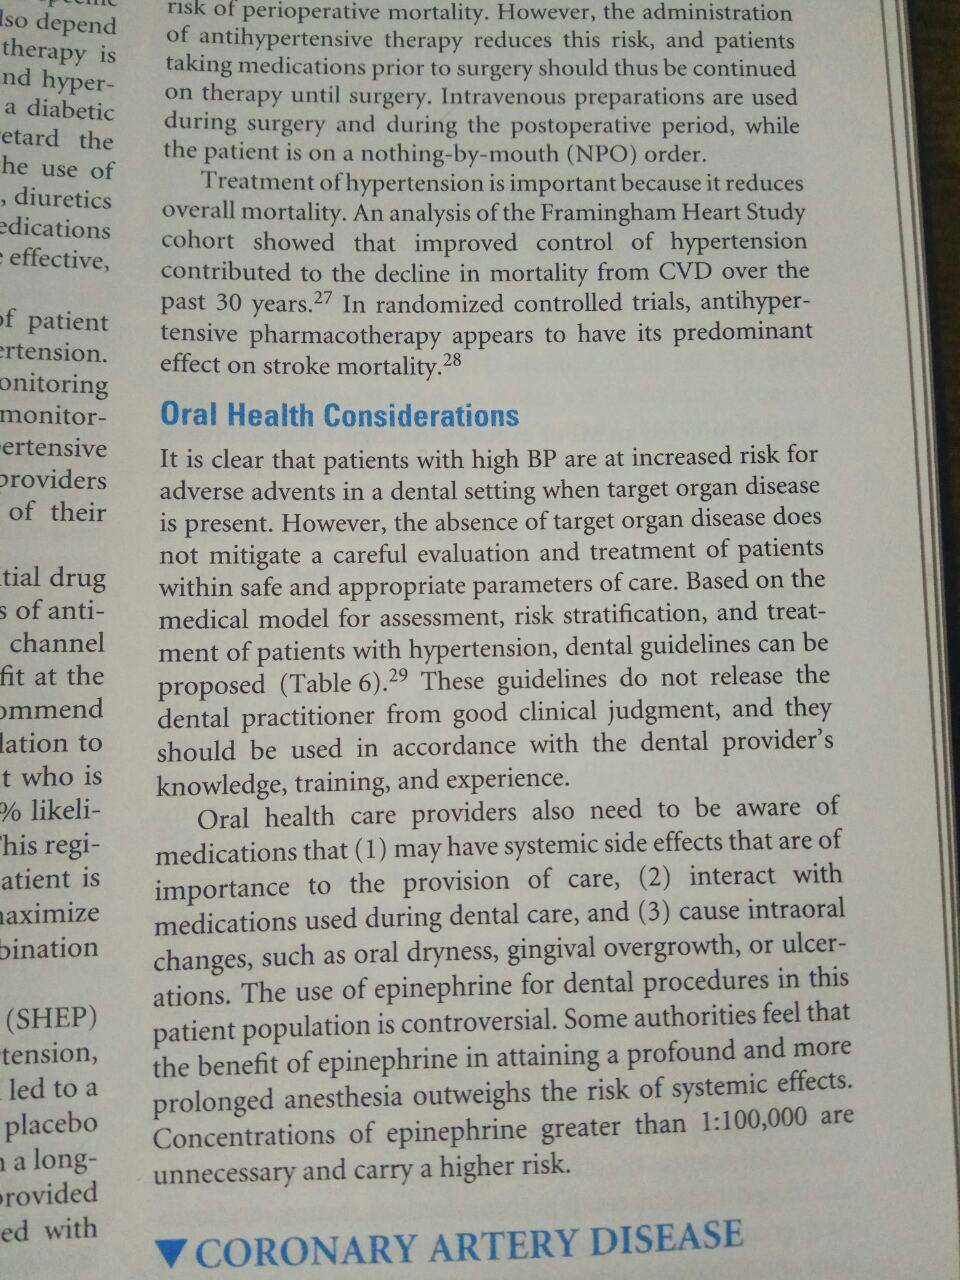 lso depend
therapy is
nd hyper-
a diabetic
etard the
he use of
, diuretics
edications
effective,
of patient
ertension.
onitoring
monitor-
ertensive
providers
of their
tial drug
s of anti-
channel
fit at the
ommend
lation to
t who is
% likeli-
This regi-
atient is
maximize
bination
(SHEP)
tension,
led to a
placebo
a long-
provided
ed with
risk of perioperative mortality. However, the administration
of antihypertensive therapy reduces this risk, and patients
taking medications prior to surgery should thus be continued
on therapy until surgery. Intravenous preparations are used
during surgery and during the postoperative period, while
the patient is on a nothing-by-mouth (NPO) order.
Treatment of hypertension is important because it reduces
overall mortality. An analysis of the Framingham Heart Study
cohort showed that improved control of hypertension
contributed to the decline in mortality from CVD over the
past 30 years.27 In randomized controlled trials, antihyper-
tensive pharmacotherapy appears to have its predominant
effect on stroke mortality.28
Oral Health Considerations
It is clear that patients with high BP are at increased risk for
adverse advents in a dental setting when target organ disease
is present. However, the absence of target organ disease does
not mitigate a careful evaluation and treatment of patients
within safe and appropriate parameters of care. Based on the
medical model for assessment, risk stratification, and treat-
ment of patients with hypertension, dental guidelines can be
proposed (Table 6).29 These guidelines do not release the
dental practitioner from good clinical judgment, and they
should be used in accordance with the dental provider's
knowledge, training, and experience.
Oral health care providers also need to be aware of
medications that (1) may have systemic side effects that are of
importance to the provision of care, (2) interact with
medications used during dental care, and (3) cause intraoral
changes, such as oral dryness, gingival overgrowth, or ulcer-
ations. The use of epinephrine for dental procedures in this
patient population is controversial. Some authorities feel that
the benefit of epinephrine in attaining a profound and more
prolonged anesthesia outweighs the risk of systemic effects.
Concentrations of epinephrine greater than 1:100,000 are
unnecessary and carry a higher risk.
▼ CORONARY ARTERY DISEASE